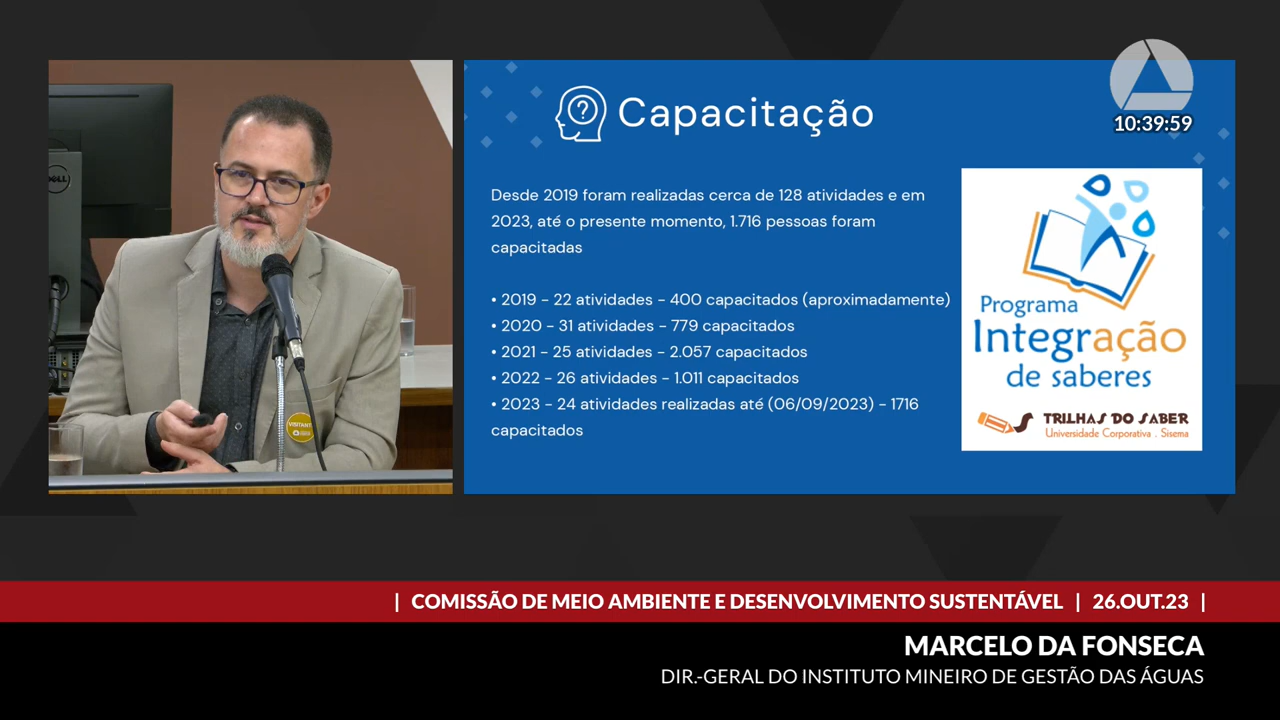 Capacitação
10:39:59
Desde 2019 foram realizadas cerca de 128 atividades e em
2023, até o presente momento, 1.716 pessoas foram
capacitadas
• 2019 - 22 atividades - 400 capacitados (aproximadamente)
• 2020 - 31 atividades - 779 capacitados
• 2021 - 25 atividades - 2.057 capacitados
• 2022 - 26 atividades - 1.011 capacitados
• 2023 - 24 atividades realizadas até (06/09/2023) - 1716
capacitados
Programa
Integração
de saberes
TRILHAS DO SABER
Universidade Corporativa . Sisema
DELL
VISITANTE
| COMISSÃO DE MEIO AMBIENTE E DESENVOLVIMENTO SUSTENTÁVEL | 26.OUT.23 |
MARCELO DA FONSECA
DIR.-GERAL DO INSTITUTO MINEIRO DE GESTÃO DAS ÁGUAS